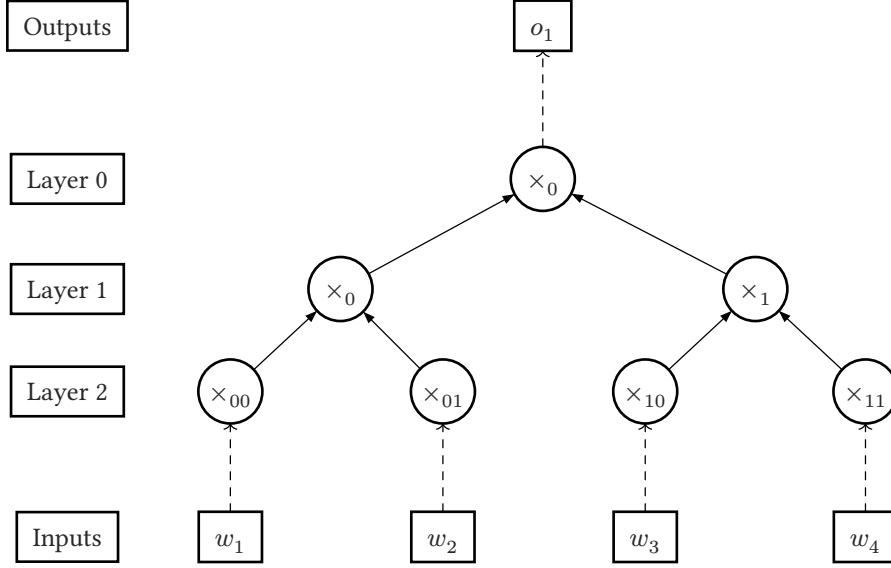 Outputs
o₁
Layer 0
×₀
Layer 1
×₀
×₁
Layer 2
×₀₀
×₀₁
×₁₀
×₁₁
Inputs
w₁
w₂
w₃
w₄